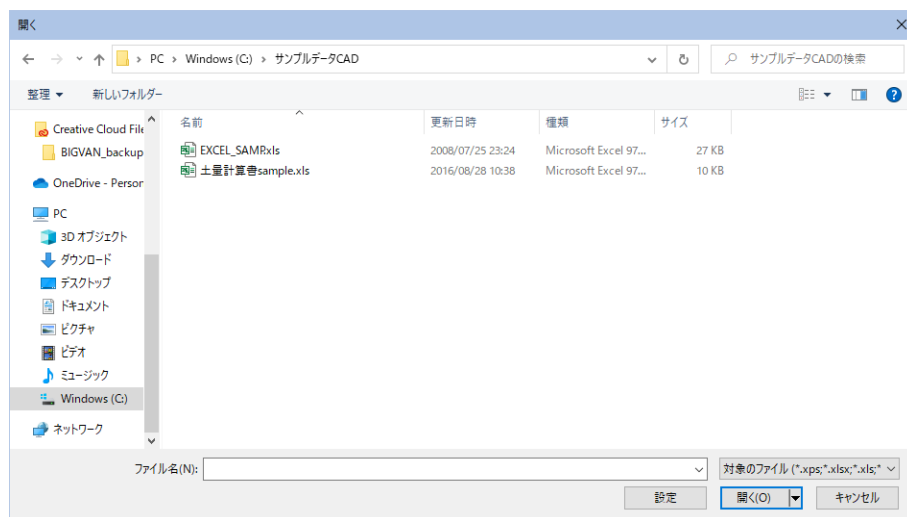 開く
PC › Windows (C:) › サンプルデータCAD
サンプルデータCADの検索
整理 新しいフォルダー
名前 更新日時 種類 サイズ
EXCEL_SAMP.xls 2008/07/25 23:24 Microsoft Excel 97... 27 KB
土量計算書sample.xls 2016/08/28 10:38 Microsoft Excel 97... 10 KB
Creative Cloud File
BIGVAN_backup
OneDrive - Person
PC
3D オブジェクト
ダウンロード
デスクトップ
ドキュメント
ピクチャ
ビデオ
ミュージック
Windows (C:)
ネットワーク
ファイル名(N):
対象のファイル (*.xps;*.xlsx;*.xls;*
設定 開く(O) キャンセル